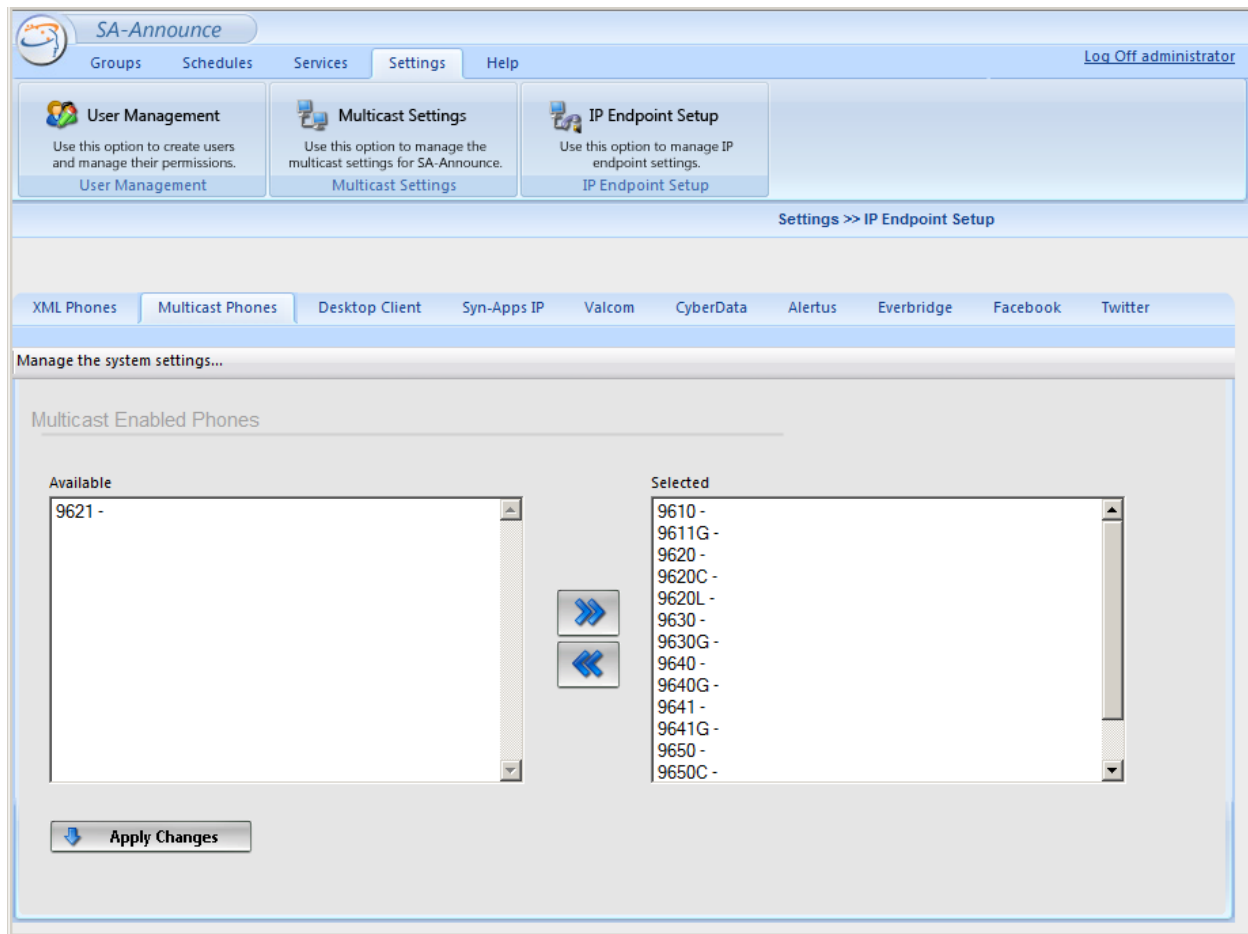 SA-Announce
Groups Schedules Services Settings Help
Log Off administrator
User Management
Use this option to create users
and manage their permissions.
User Management
Multicast Settings
Use this option to manage the
multicast settings for SA-Announce.
Multicast Settings
IP Endpoint Setup
Use this option to manage IP
endpoint settings.
IP Endpoint Setup
Settings >> IP Endpoint Setup
XML Phones Multicast Phones Desktop Client Syn-Apps IP Valcom CyberData Alertus Everbridge Facebook Twitter
Manage the system settings...
Multicast Enabled Phones
Available
9621 -
Selected
9610 -
9611G -
9620 -
9620C -
9620L -
9630 -
9630G -
9640 -
9640G -
9641 -
9641G -
9650 -
9650C -
Apply Changes